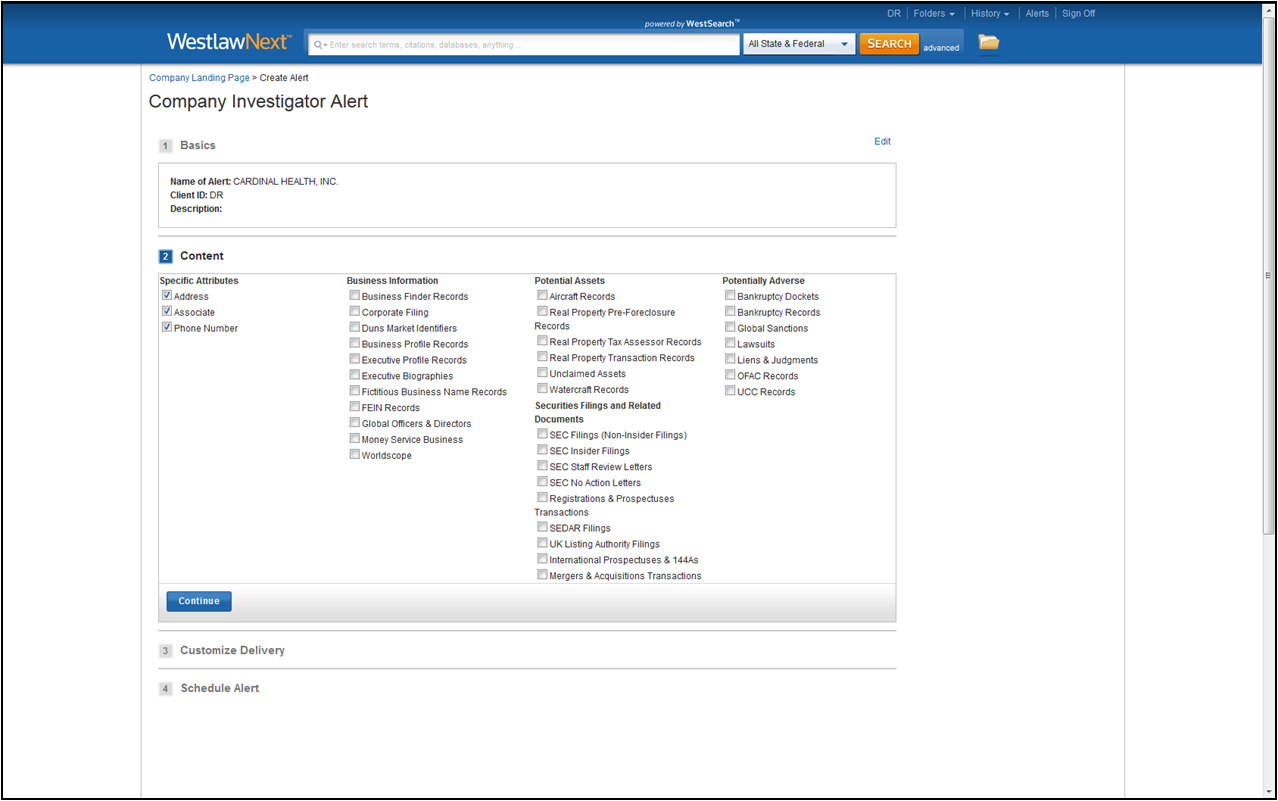 DR Folders History Alerts Sign Off
powered by WestSearch™
WestlawNext™ Enter search terms, citations, databases, anything ... All State & Federal SEARCH advanced
Company Landing Page > Create Alert
Company Investigator Alert
1 Basics Edit
Name of Alert: CARDINAL HEALTH, INC.
Client ID: DR
Description:
2 Content
Specific Attributes
Address
Associate
Phone Number
Business Information
Business Finder Records
Corporate Filing
Duns Market Identifiers
Business Profile Records
Executive Profile Records
Executive Biographies
Fictitious Business Name Records
FEIN Records
Global Officers & Directors
Money Service Business
Worldscope
Potential Assets
Aircraft Records
Real Property Pre-Foreclosure
Records
Real Property Tax Assessor Records
Real Property Transaction Records
Unclaimed Assets
Watercraft Records
Securities Filings and Related
Documents
SEC Filings (Non-Insider Filings)
SEC Insider Filings
SEC Staff Review Letters
SEC No Action Letters
Registrations & Prospectuses
Transactions
SEDAR Filings
UK Listing Authority Filings
International Prospectuses & 144As
Mergers & Acquisitions Transactions
Potentially Adverse
Bankruptcy Dockets
Bankruptcy Records
Global Sanctions
Lawsuits
Liens & Judgments
OFAC Records
UCC Records
Continue
3 Customize Delivery
4 Schedule Alert